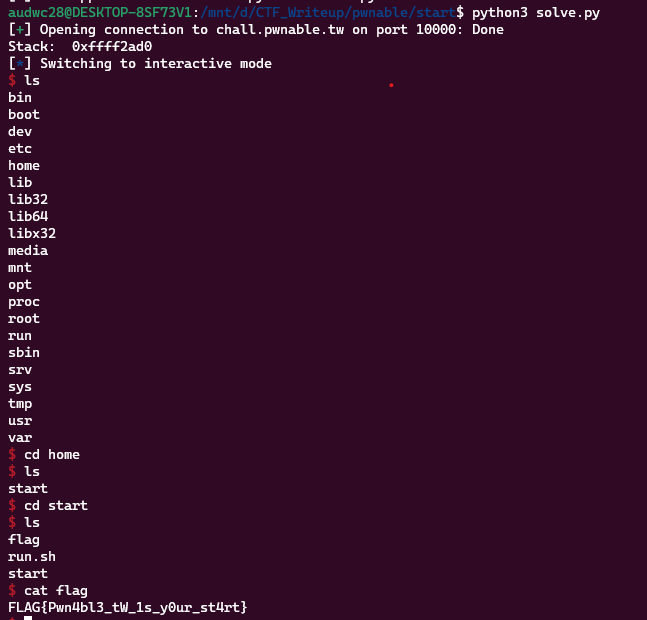 audwc28@DESKTOP-8SF73V1:/mnt/d/CTF_Writeup/pwnable/start$ python3 solve.py
[+] Opening connection to chall.pwnable.tw on port 10000: Done
Stack:  0xffff2ad0
[*] Switching to interactive mode
$ ls
bin
boot
dev
etc
home
lib
lib32
lib64
libx32
media
mnt
opt
proc
root
run
sbin
srv
sys
tmp
usr
var
$ cd home
$ ls
start
$ cd start
$ ls
flag
run.sh
start
$ cat flag
FLAG{Pwn4bl3_tW_1s_y0ur_st4rt}